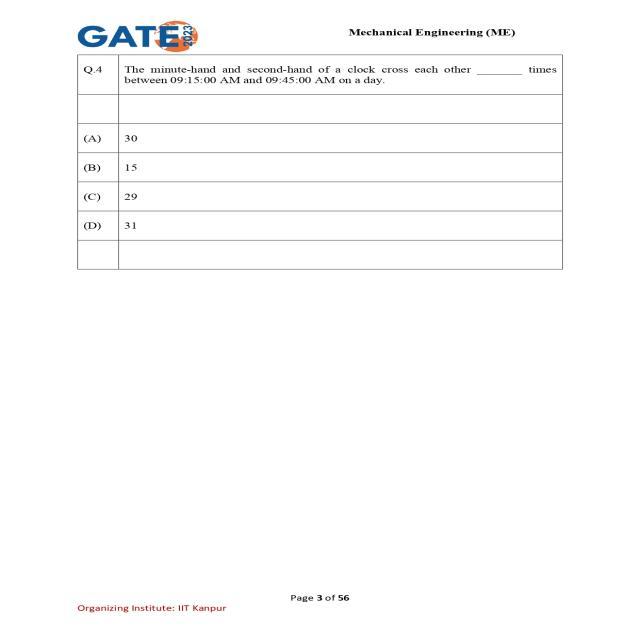 GATE 2023
Mechanical Engineering (ME)
Q.4 The minute-hand and second-hand of a clock cross each other ________ times
between 09:15:00 AM and 09:45:00 AM on a day.
(A) 30
(B) 15
(C) 29
(D) 31
Page 3 of 56
Organizing Institute: IIT Kanpur